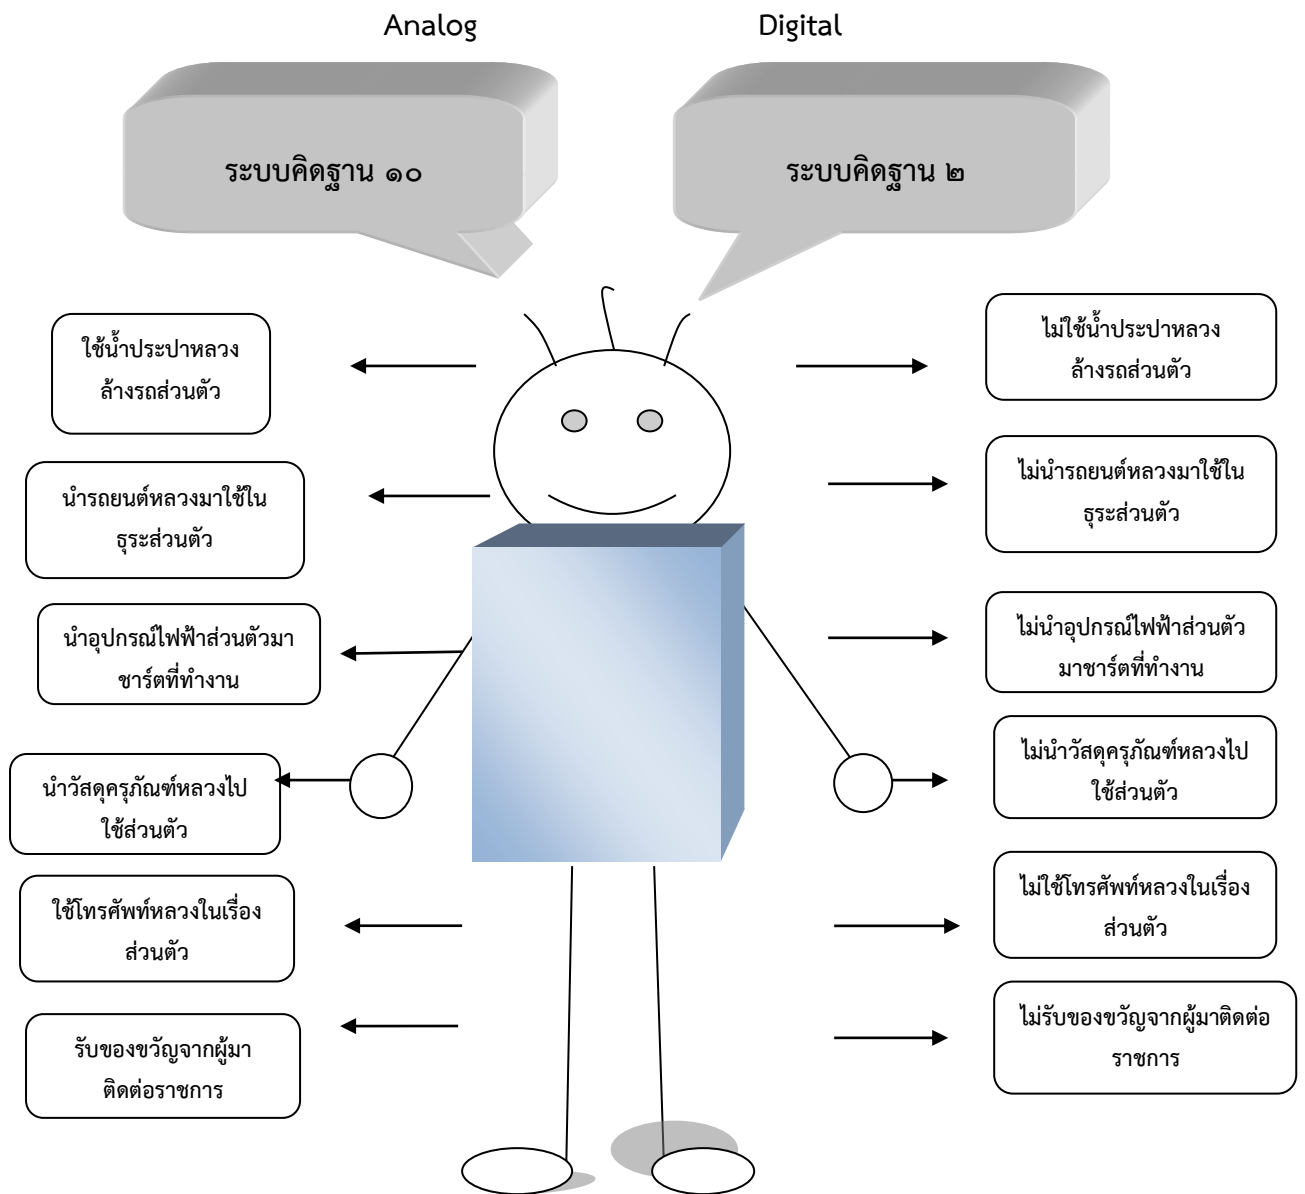 Analog
Digital
ระบบคิดฐาน ๑๐
ระบบคิดฐาน ๒
ใช้น้ำประปาหลวง
ล้างรถส่วนตัว
นำรถยนต์หลวงมาใช้ใน
ธุระส่วนตัว
นำอุปกรณ์ไฟฟ้าส่วนตัวมา
ชาร์ตที่ทำงาน
นำวัสดุครุภัณฑ์หลวงไป
ใช้ส่วนตัว
ใช้โทรศัพท์หลวงในเรื่อง
ส่วนตัว
รับของขวัญจากผู้มา
ติดต่อราชการ
ไม่ใช้น้ำประปาหลวง
ล้างรถส่วนตัว
ไม่นำรถยนต์หลวงมาใช้ใน
ธุระส่วนตัว
ไม่นำอุปกรณ์ไฟฟ้าส่วนตัว
มาชาร์ตที่ทำงาน
ไม่นำวัสดุครุภัณฑ์หลวงไป
ใช้ส่วนตัว
ไม่ใช้โทรศัพท์หลวงในเรื่อง
ส่วนตัว
ไม่รับของขวัญจากผู้มาติดต่อ
ราชการ